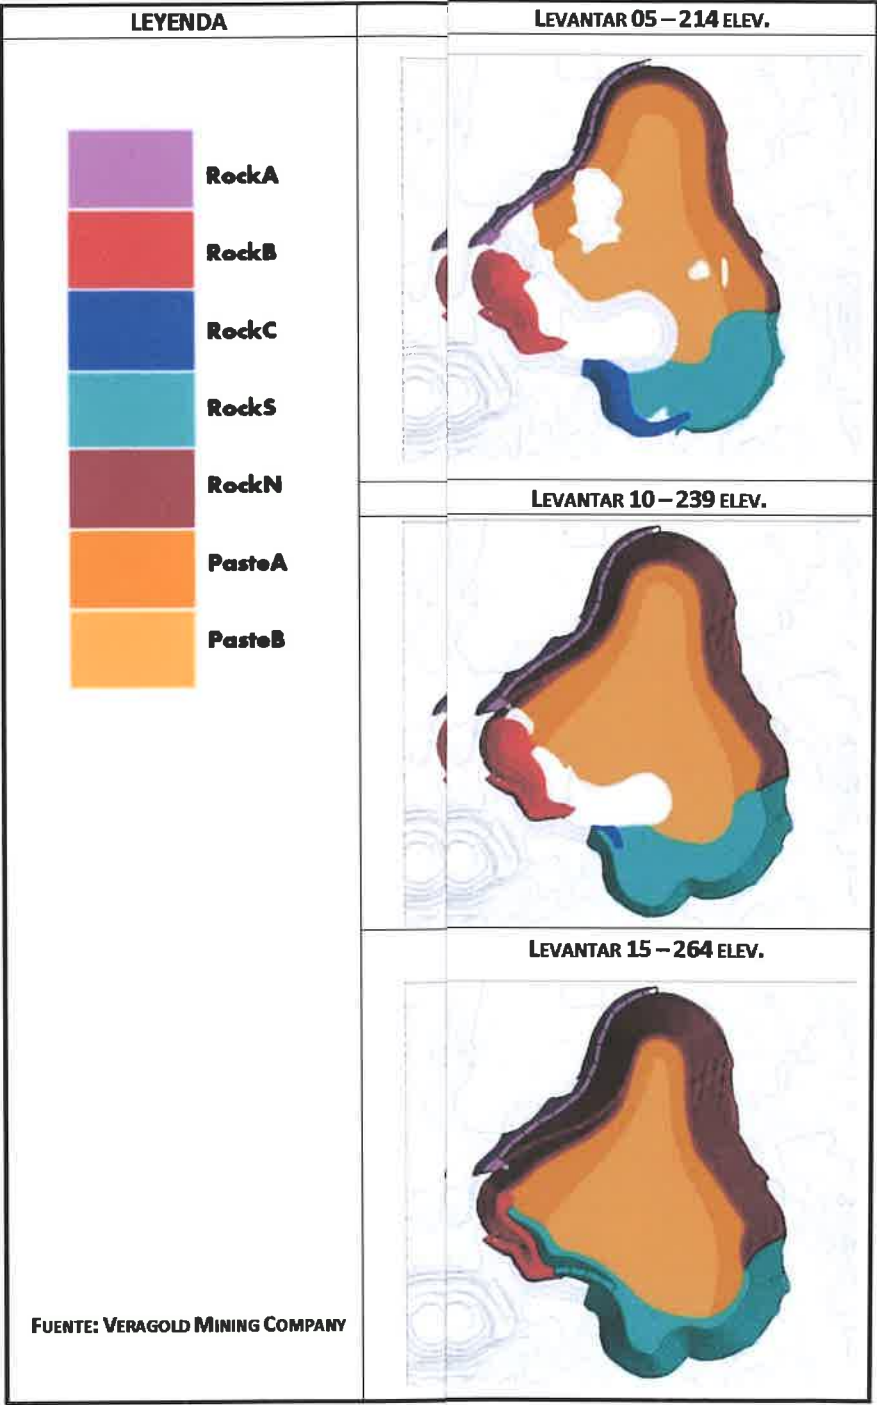 LEYENDA
RockA
RockB
RockC
RockS
RockN
PasteA
PasteB
FUENTE: VERAGOLD MINING COMPANY
LEVANTAR 05 – 214 ELEV.
LEVANTAR 10 – 239 ELEV.
LEVANTAR 15 – 264 ELEV.